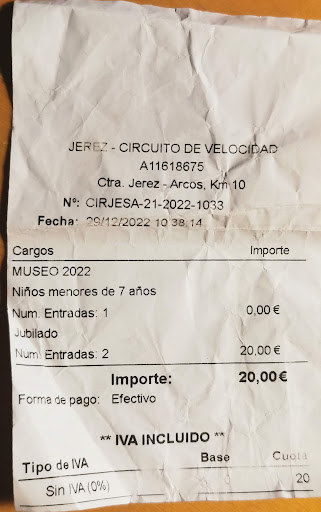 JEREZ - CIRCUITO DE VELOCIDAD
A11618675
Ctra. Jerez - Arcos, Km 10
Nº: CIRJESA-21-2022-1033
Fecha: 29/12/2022 10:38:14
Cargos Importe
MUSEO 2022
Niños menores de 7 años
Num. Entradas: 1 0,00 €
Jubilado
Num. Entradas: 2 20,00 €
Importe: 20,00 €
Forma de pago: Efectivo
** IVA INCLUIDO **
Tipo de IVA Base Cuota
Sin IVA (0%) 20